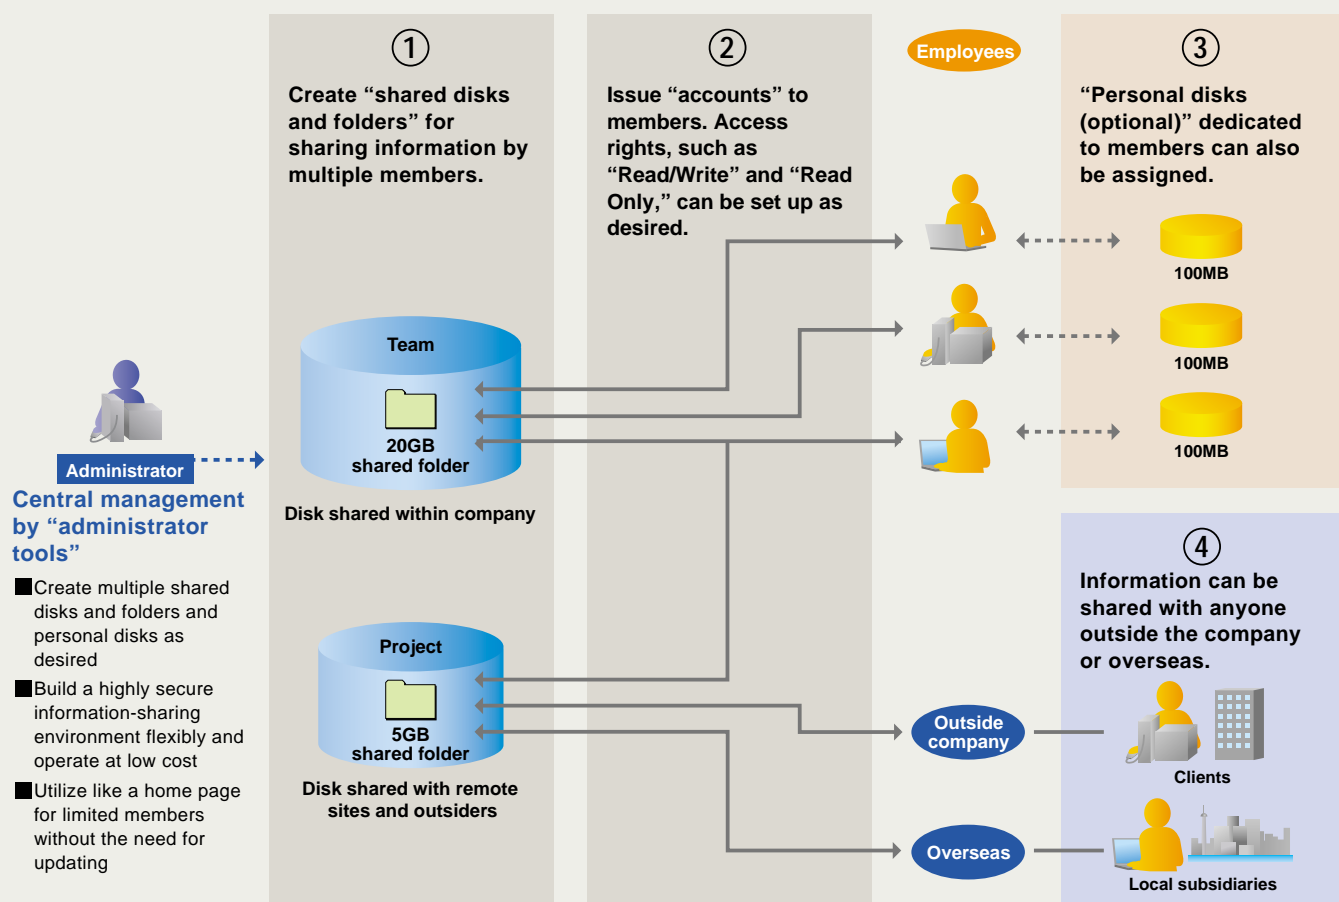 Administrator
Central management
by “administrator
tools”
■Create multiple shared
disks and folders and
personal disks as
desired
■Build a highly secure
information-sharing
environment flexibly and
operate at low cost
■Utilize like a home page
for limited members
without the need for
updating
①
Create “shared disks
and folders” for
sharing information by
multiple members.
Team
20GB
shared folder
Disk shared within company
Project
5GB
shared folder
Disk shared with remote
sites and outsiders
②
Issue “accounts” to
members. Access
rights, such as
“Read/Write” and “Read
Only,” can be set up as
desired.
Employees
Outside
company
Overseas
③
“Personal disks
(optional)” dedicated
to members can also
be assigned.
100MB
100MB
100MB
④
Information can be
shared with anyone
outside the company
or overseas.
Clients
Local subsidiaries